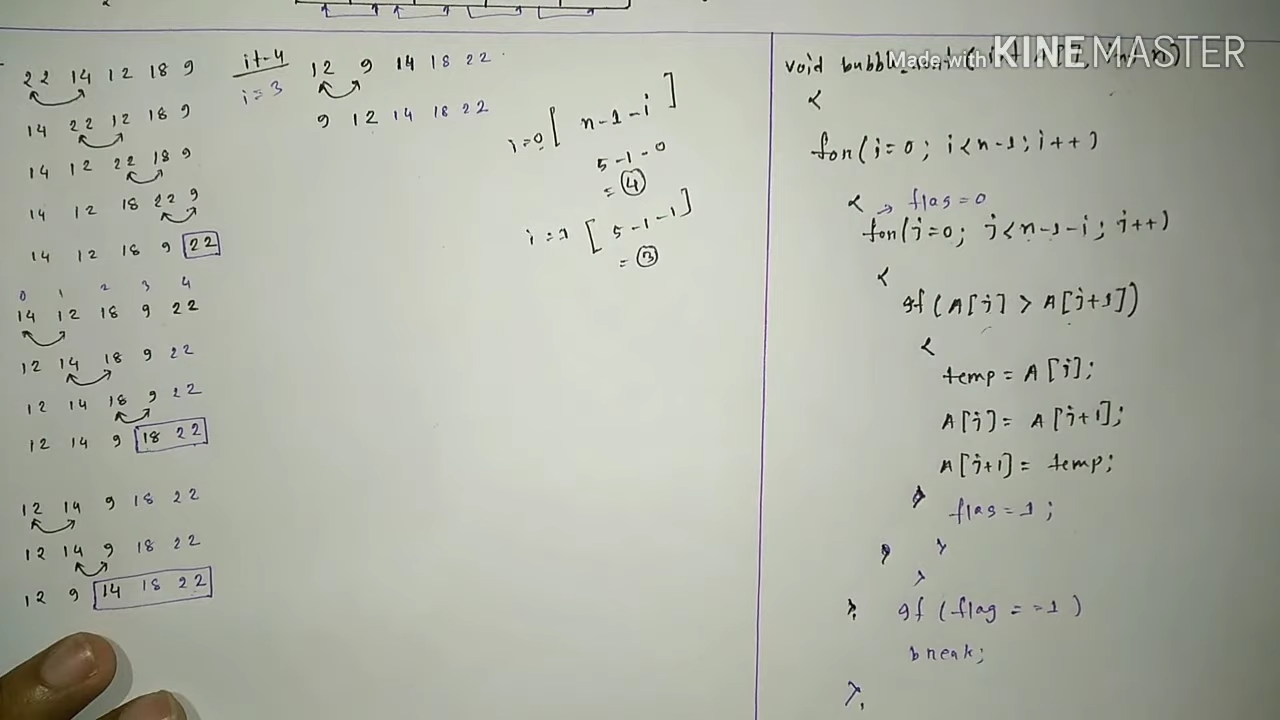 22 14 12 18 9
14 22 12 18 9
14 12 22 18 9
14 12 18 22 9
14 12 18 9 22
0 1 2 3 4
14 12 18 9 22
12 14 18 9 22
12 14 18 9 22
12 14 9 18 22
12 14 9 18 22
12 14 9 18 22
12 9 14 18 22
it-4
i=3
12 9 14 18 22
9 12 14 18 22
i=0 [ n-1-i ]
5-1-0
= 4
i=1 [ 5-1-1 ]
= 3
Made with KINEMASTER
void
for(i=0; i<n-1; i++)
{ → flag=0
for(j=0; j<n-1-i; j++)
{
if(A[j] > A[j+1])
{
temp = A[j];
A[j] = A[j+1];
A[j+1] = temp;
} flag=1;
} }
}
} if(flag = =1)
break;
}